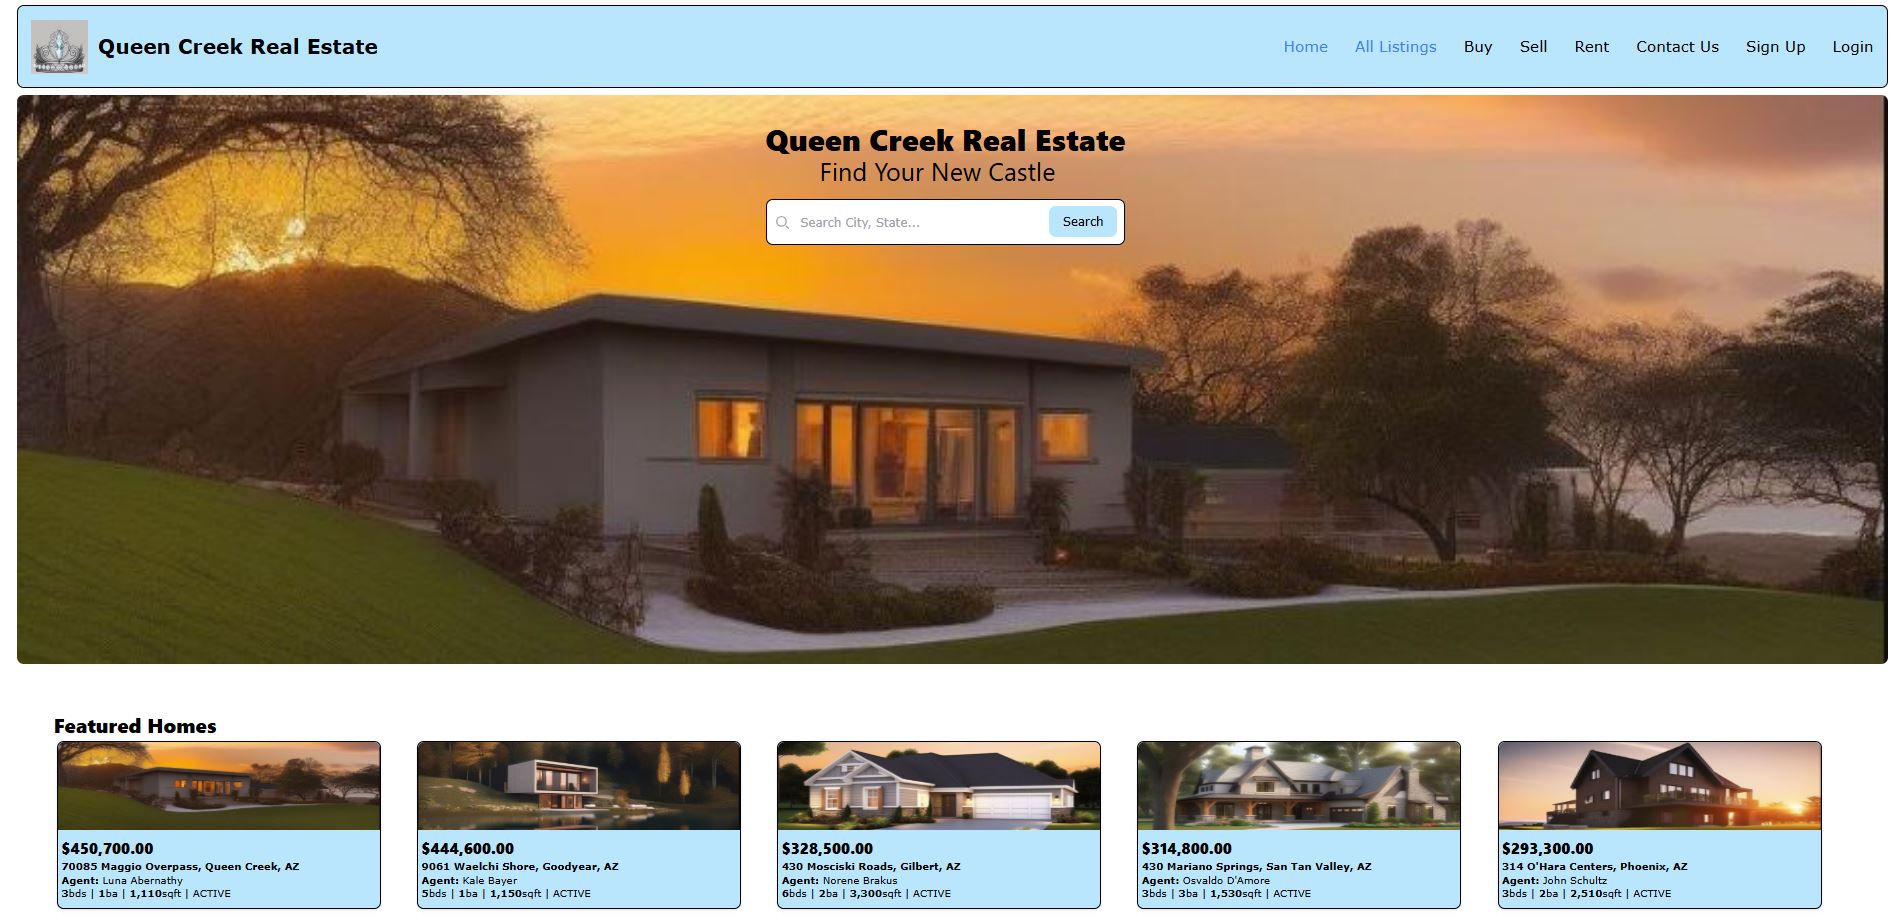 Queen Creek Real Estate
Home All Listings Buy Sell Rent Contact Us Sign Up Login
Queen Creek Real Estate
Find Your New Castle
Search City, State... Search
Featured Homes
$450,700.00
70085 Maggio Overpass, Queen Creek, AZ
Agent: Luna Abernathy
3bds | 1ba | 1,110sqft | ACTIVE
$444,600.00
9061 Waelchi Shore, Goodyear, AZ
Agent: Kale Bayer
5bds | 1ba | 1,150sqft | ACTIVE
$328,500.00
430 Mosciski Roads, Gilbert, AZ
Agent: Norene Brakus
6bds | 2ba | 3,300sqft | ACTIVE
$314,800.00
430 Mariano Springs, San Tan Valley, AZ
Agent: Osvaldo D'Amore
3bds | 3ba | 1,530sqft | ACTIVE
$293,300.00
314 O'Hara Centers, Phoenix, AZ
Agent: John Schultz
3bds | 2ba | 2,510sqft | ACTIVE